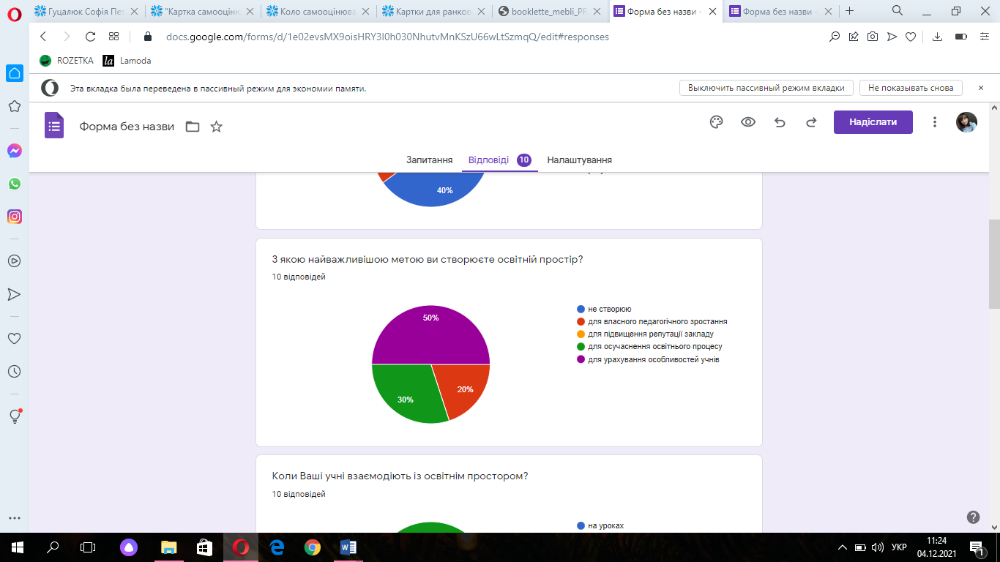 Гуцалюк Софія Пет
"Картка самооцінк
Коло самооцінюва
Картки для ранков
booklette_mebli_PR
Форма без назви -
Форма без назви -
docs.google.com/forms/d/1e02evsMX9oisHRY3I0h030NhutvMnKSzU66wLtSzmqQ/edit#responses
ROZETKA
la Lamoda
Эта вкладка была переведена в пассивный режим для экономии памяти.
Выключить пассивный режим вкладки
Не показывать снова
Форма без назви
Надіслати
Запитання
Відповіді 10
Налаштування
40%
З якою найважливішою метою ви створюєте освітній простір?
10 відповідей
50%
30%
20%
не створюю
для власного педагогічного зростання
для підвищення репутації закладу
для осучаснення освітнього процесу
для урахування особливостей учнів
Коли Ваші учні взаємодіють із освітнім простором?
10 відповідей
на уроках
УКР
11:24
04.12.2021
1